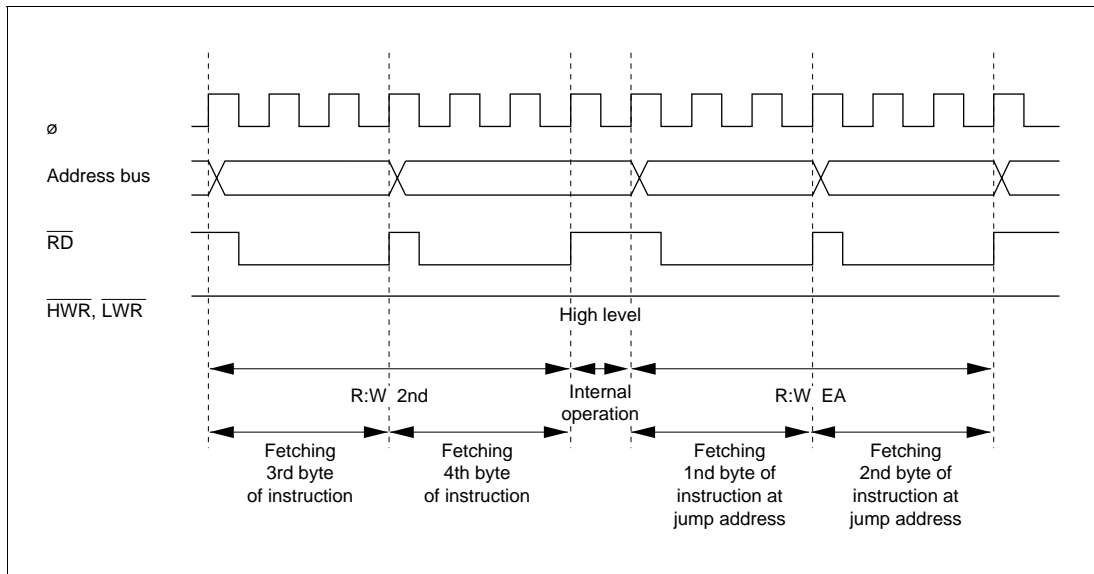 ø
Address bus
RD
HWR, LWR
High level
R:W 2nd
Internal
operation
R:W EA
Fetching
3rd byte
of instruction
Fetching
4th byte
of instruction
Fetching
1nd byte of
instruction at
jump address
Fetching
2nd byte of
instruction at
jump address